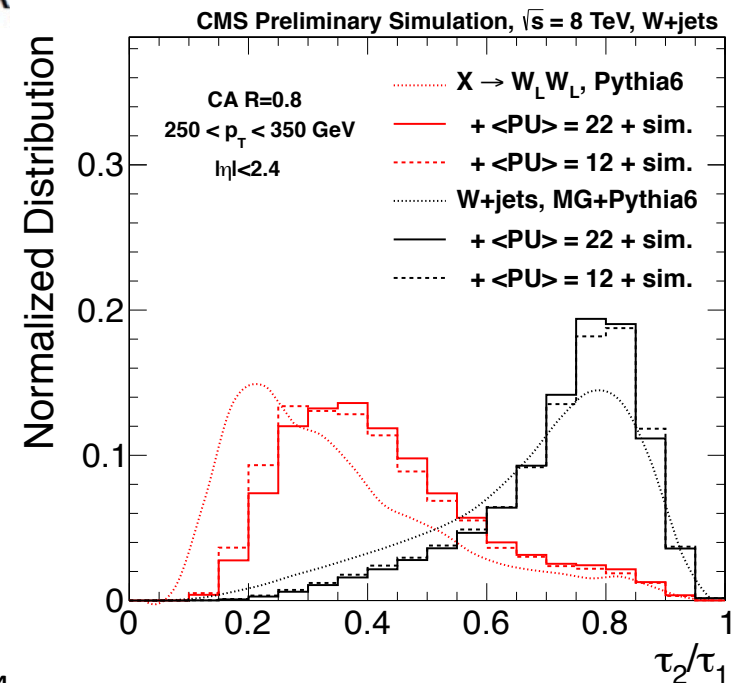 CMS Preliminary Simulation, √s = 8 TeV, W+jets
Normalized Distribution
CA R=0.8
250 < p_T < 350 GeV
|η|<2.4
X → W_L W_L, Pythia6
+ <PU> = 22 + sim.
+ <PU> = 12 + sim.
W+jets, MG+Pythia6
+ <PU> = 22 + sim.
+ <PU> = 12 + sim.
0.3
0.2
0.1
0
0 0.2 0.4 0.6 0.8 1
τ₂/τ₁